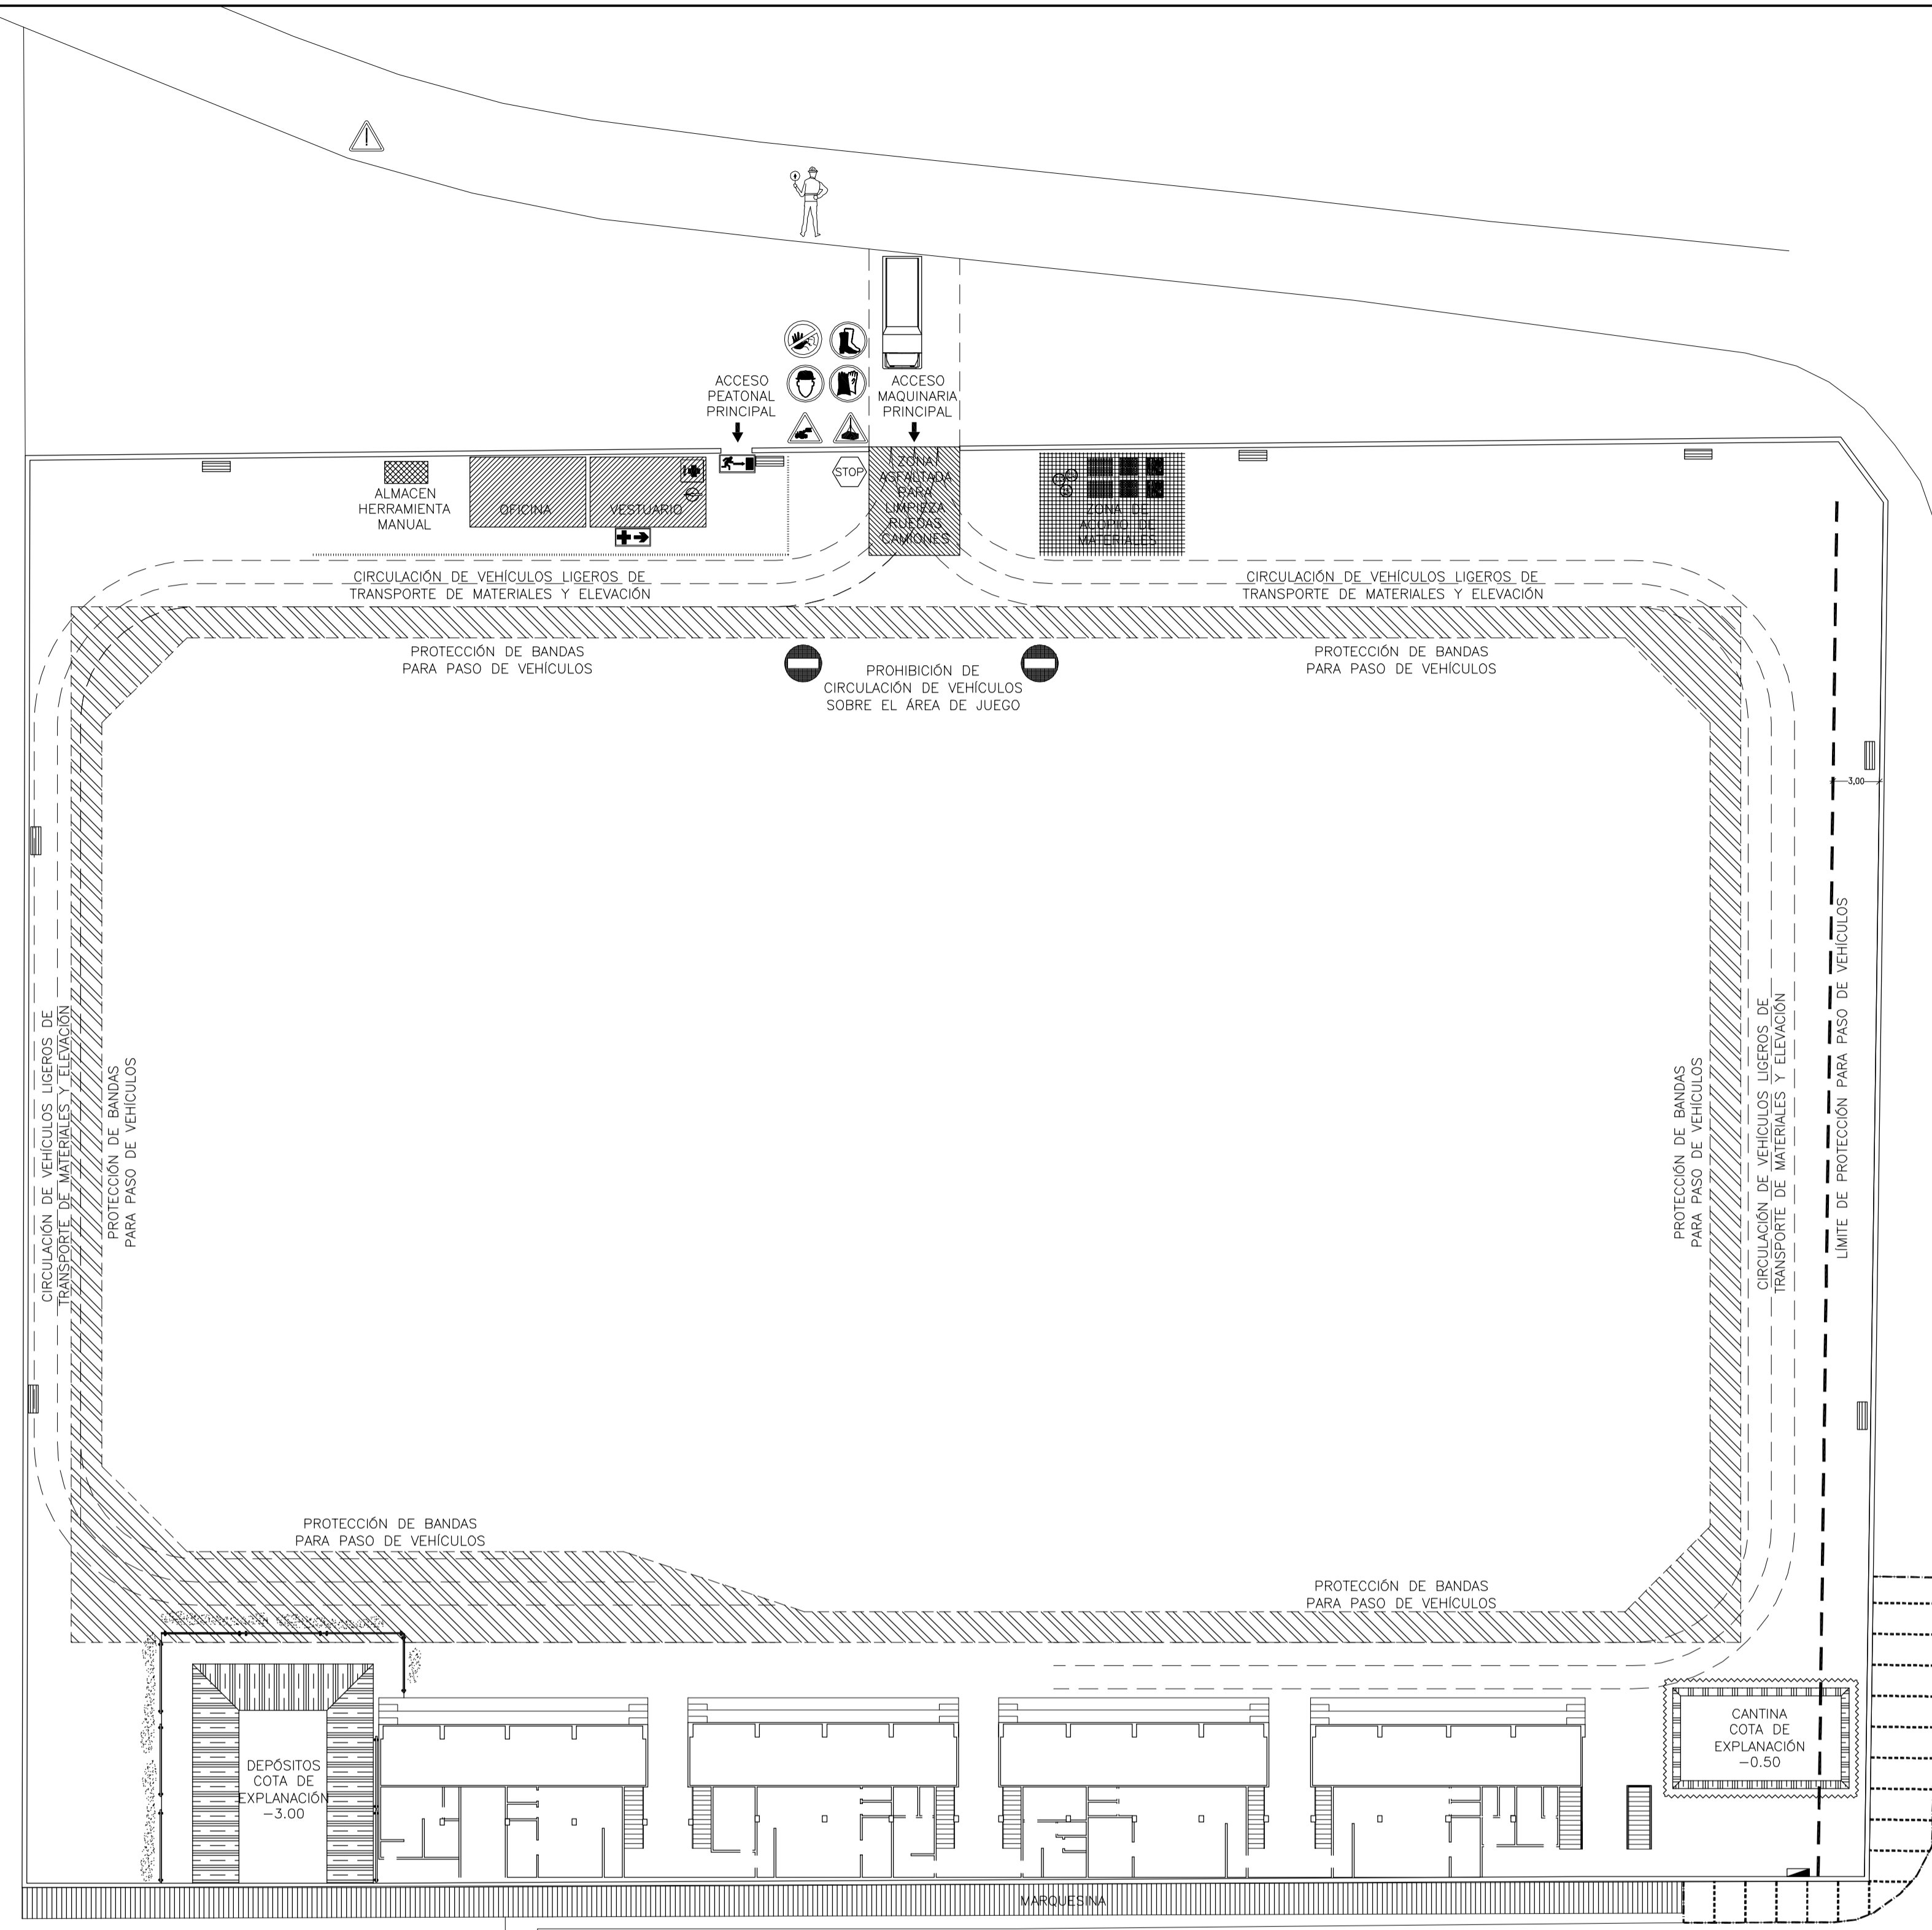 ACCESO
PEATONAL
PRINCIPAL
ACCESO
MAQUINARIA
PRINCIPAL
ALMACEN
HERRAMIENTA
MANUAL
OFICINA
VESTUARIO
STOP
ZONA
ASFALTADA
PARA
LIMPIEZA
RUEDAS
CAMIONES
ZONA DE
ACOPIO DE
MATERIALES
CIRCULACIÓN DE VEHÍCULOS LIGEROS DE
TRANSPORTE DE MATERIALES Y ELEVACIÓN
CIRCULACIÓN DE VEHÍCULOS LIGEROS DE
TRANSPORTE DE MATERIALES Y ELEVACIÓN
PROTECCIÓN DE BANDAS
PARA PASO DE VEHÍCULOS
PROHIBICIÓN DE
CIRCULACIÓN DE VEHÍCULOS
SOBRE EL ÁREA DE JUEGO
PROTECCIÓN DE BANDAS
PARA PASO DE VEHÍCULOS
3,00
CIRCULACIÓN DE VEHÍCULOS LIGEROS DE
TRANSPORTE DE MATERIALES Y ELEVACIÓN
PROTECCIÓN DE BANDAS
PARA PASO DE VEHÍCULOS
PROTECCIÓN DE BANDAS
PARA PASO DE VEHÍCULOS
CIRCULACIÓN DE VEHÍCULOS LIGEROS DE
TRANSPORTE DE MATERIALES Y ELEVACIÓN
LÍMITE DE PROTECCIÓN PARA PASO DE VEHÍCULOS
PROTECCIÓN DE BANDAS
PARA PASO DE VEHÍCULOS
PROTECCIÓN DE BANDAS
PARA PASO DE VEHÍCULOS
DEPÓSITOS
COTA DE
EXPLANACIÓN
-3.00
CANTINA
COTA DE
EXPLANACIÓN
-0.50
MARQUESINA